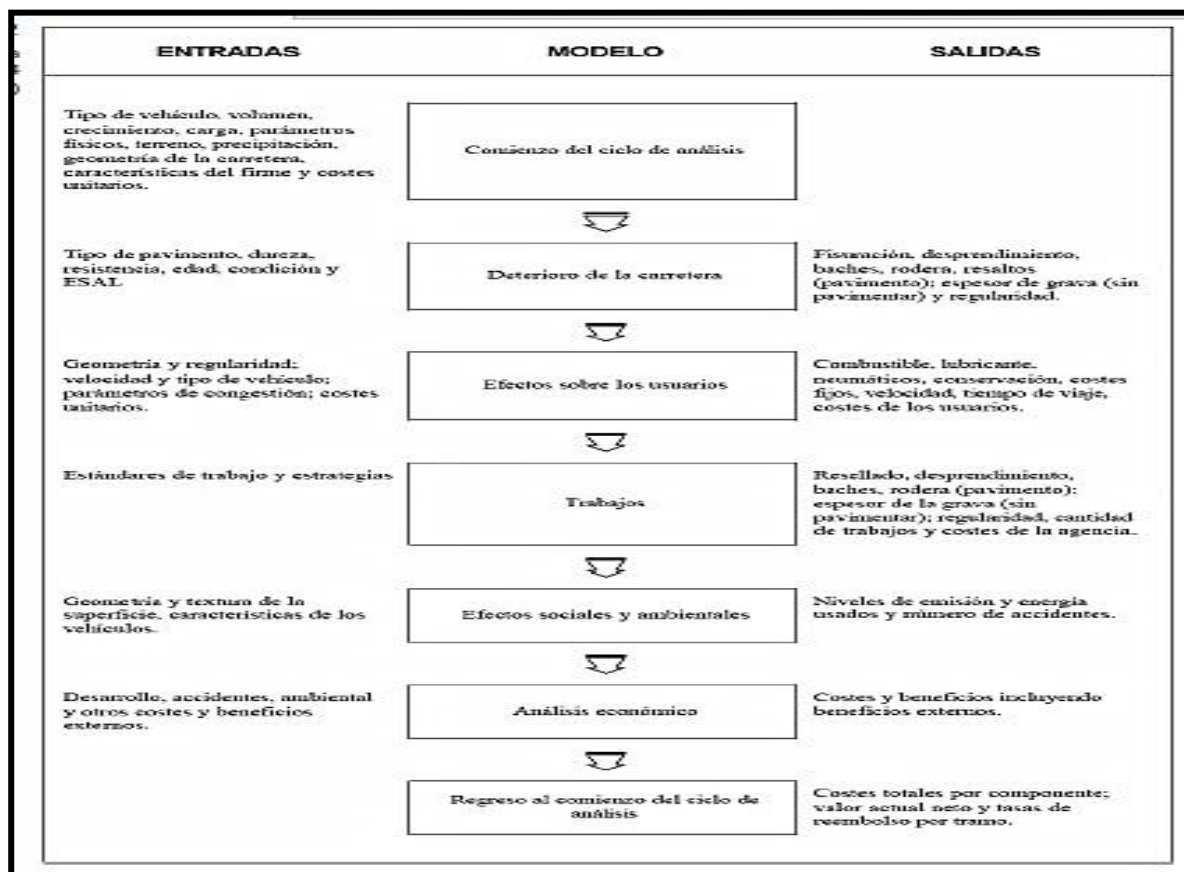 ENTRADAS
MODELO
SALIDAS
Tipo de vehículo, volumen,
crecimiento, carga, parámetros
físicos, terreno, precipitación,
geometría de la carretera,
características del firme y costes
unitarios.
Comienzo del ciclo de análisis
Tipo de pavimento, dureza,
resistencia, edad, condición y
ESAL
Deterioro de la carretera
Fisuración, desprendimiento,
baches, rodera, resaltos
(pavimento); espesor de grava (sin
pavimentar) y regularidad.
Geometría y regularidad;
velocidad y tipo de vehículo;
parámetros de congestión; costes
unitarios.
Efectos sobre los usuarios
Combustible, lubricante,
neumáticos, conservación, costes
fijos, velocidad, tiempo de viaje,
costes de los usuarios.
Estándares de trabajo y estrategias
Trabajos
Resellado, desprendimiento,
baches, rodera (pavimento):
espesor de la grava (sin
pavimentar); regularidad, cantidad
de trabajos y costes de la agencia.
Geometría y textura de la
superficie, características de los
vehículos.
Efectos sociales y ambientales
Niveles de emisión y energía
usados y número de accidentes.
Desarrollo, accidentes, ambiental
y otros costes y beneficios
externos.
Análisis económico
Costes y beneficios incluyendo
beneficios externos.
Regreso al comienzo del ciclo de
análisis
Costes totales por componente;
valor actual neto y tasas de
reembolso por tramo.